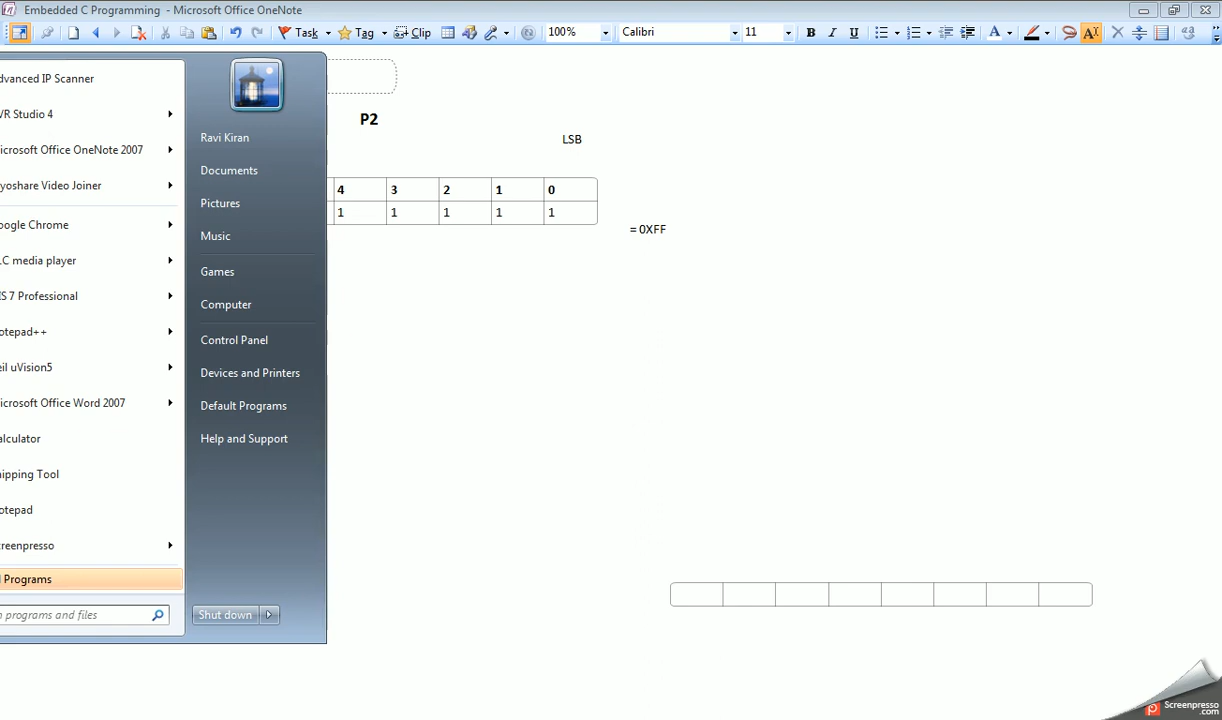 Embedded C Programming - Microsoft Office OneNote
Task Tag Clip 100% Calibri 11 B I U A A
dvanced IP Scanner
VR Studio 4
icrosoft Office OneNote 2007
yoshare Video Joiner
oogle Chrome
LC media player
IS 7 Professional
otepad++
eil uVision5
icrosoft Office Word 2007
alculator
nipping Tool
otepad
creenpresso
l Programs
h programs and files
Ravi Kiran
Documents
Pictures
Music
Games
Computer
Control Panel
Devices and Printers
Default Programs
Help and Support
Shut down
P2
LSB
4 3 2 1 0
1 1 1 1 1
= 0XFF
Screenpresso
.com